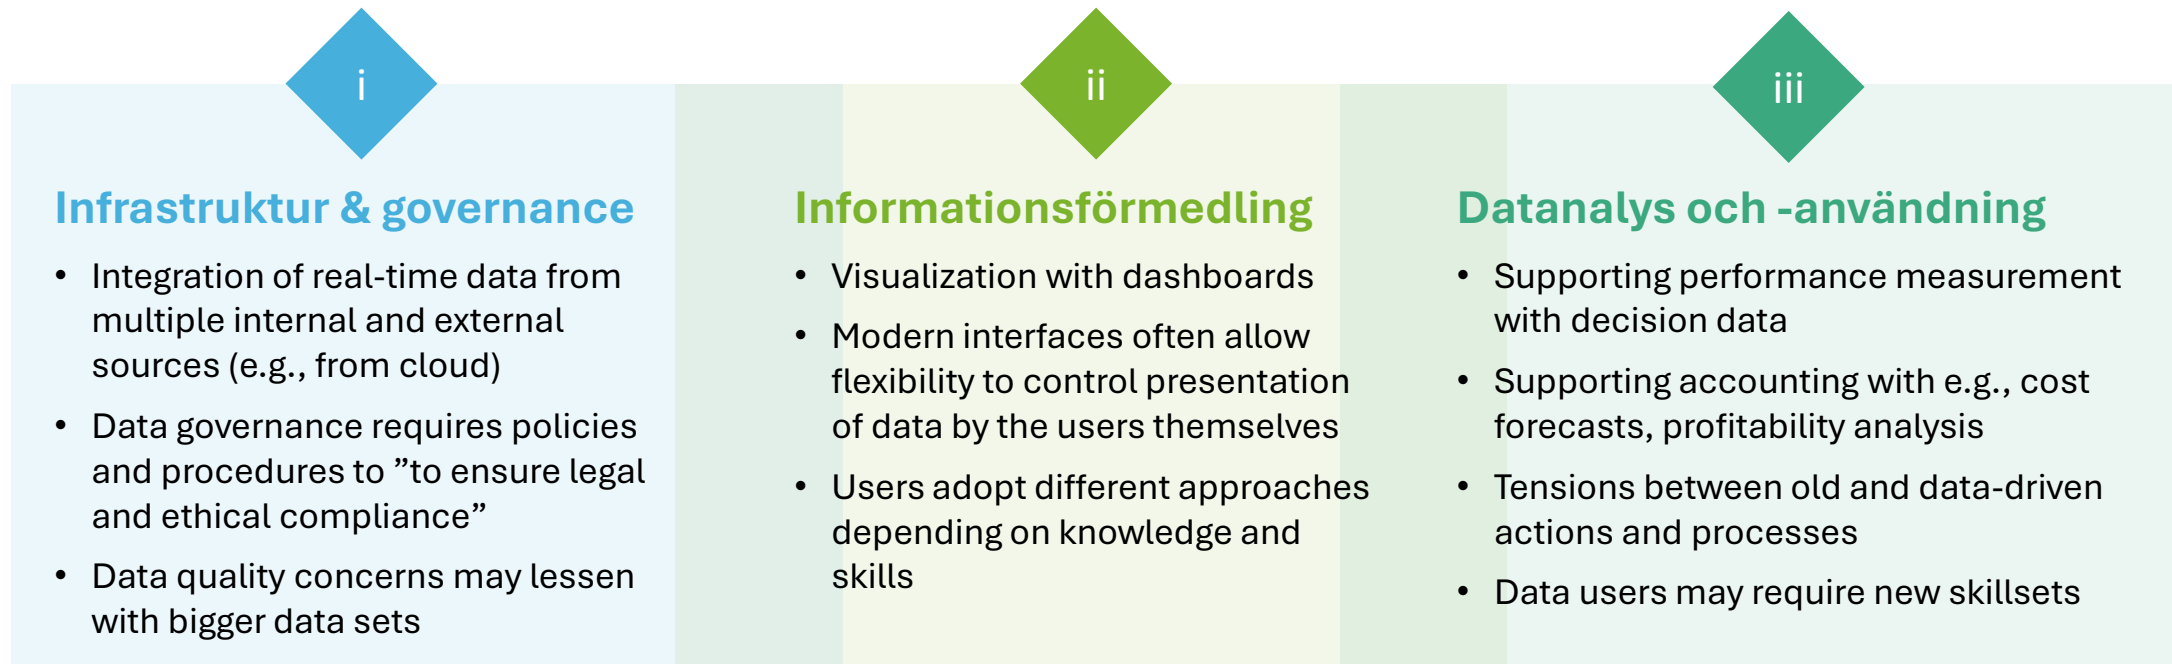 i
Infrastruktur & governance
• Integration of real-time data from
multiple internal and external
sources (e.g., from cloud)
• Data governance requires policies
and procedures to ”to ensure legal
and ethical compliance”
• Data quality concerns may lessen
with bigger data sets
ii
Informationsförmedling
• Visualization with dashboards
• Modern interfaces often allow
flexibility to control presentation
of data by the users themselves
• Users adopt different approaches
depending on knowledge and
skills
iii
Datanalys och -användning
• Supporting performance measurement
with decision data
• Supporting accounting with e.g., cost
forecasts, profitability analysis
• Tensions between old and data-driven
actions and processes
• Data users may require new skillsets